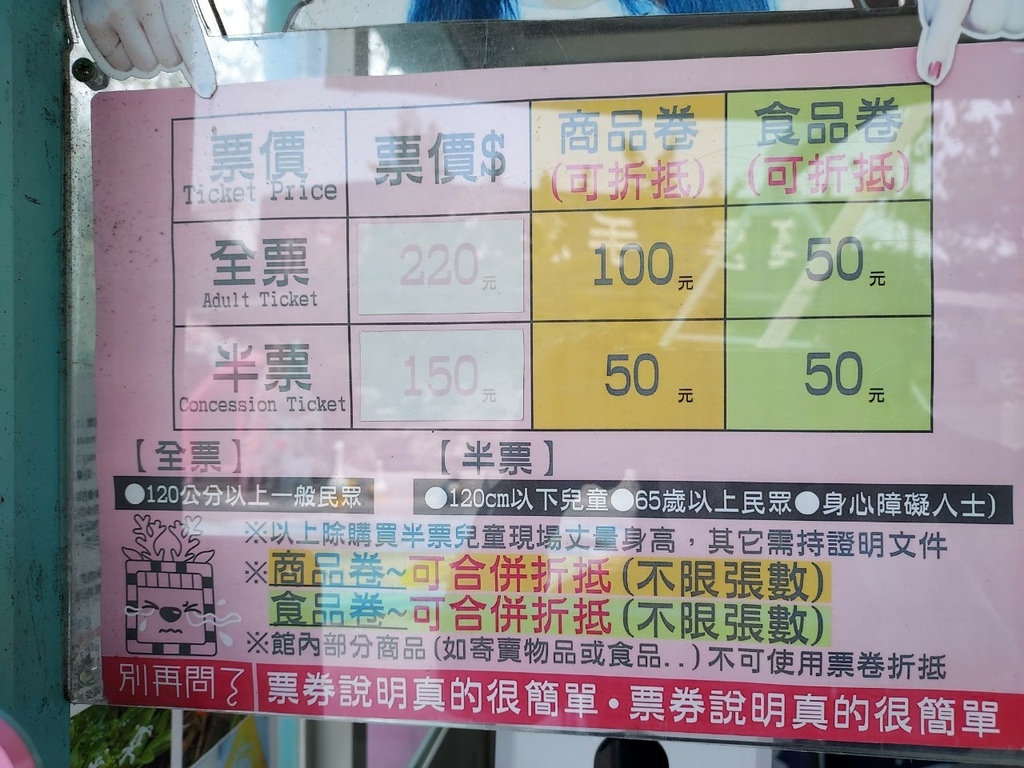 票價 票價$ 商品卷 食品卷
Ticket Price (可折抵) (可折抵)
全票 220元 100元 50元
Adult Ticket
半票 150元 50元 50元
Concession Ticket
【全票】 【半票】
●120公分以上一般民眾 ●120cm以下兒童●65歲以上民眾●身心障礙人士)
※以上除購買半票兒童現場丈量身高，其它需持證明文件
※商品卷~可合併折抵(不限張數)
食品卷~可合併折抵(不限張數)
※館內部分商品(如寄賣物品或食品..)不可使用票卷折抵
別再問了 票券說明真的很簡單・票券說明真的很簡單